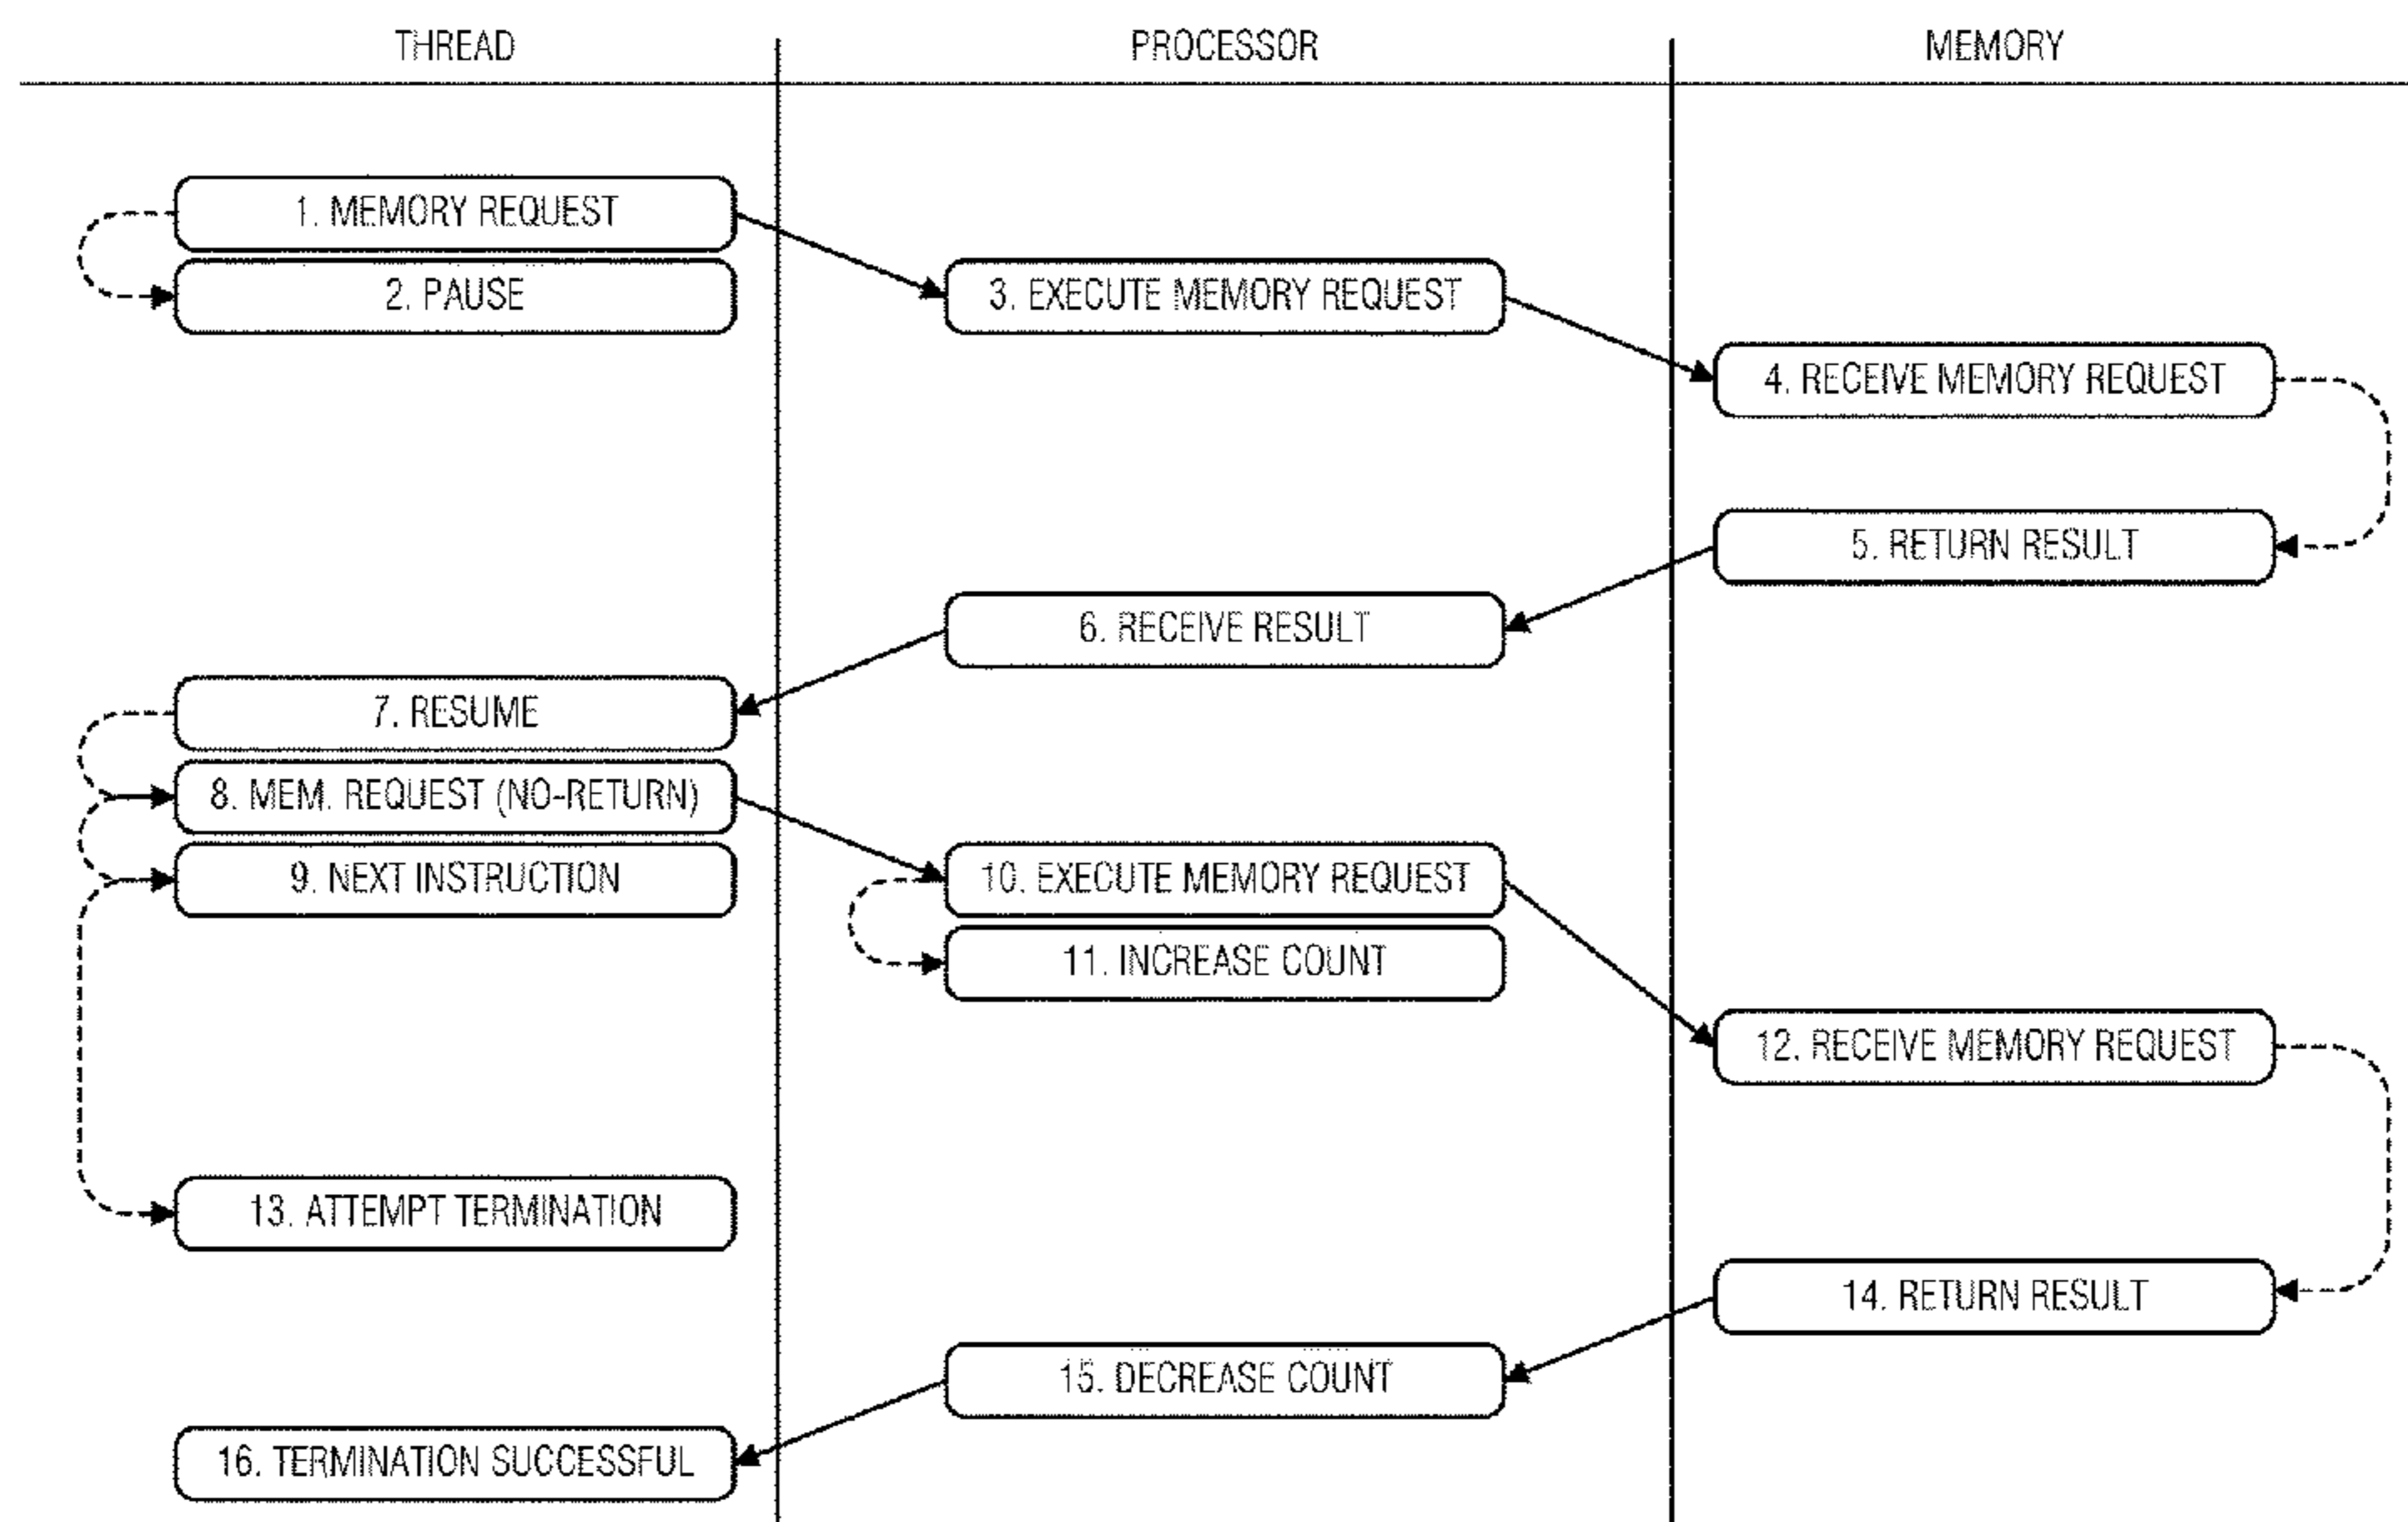 THREAD
PROCESSOR
MEMORY
1. MEMORY REQUEST
2. PAUSE
3. EXECUTE MEMORY REQUEST
4. RECEIVE MEMORY REQUEST
5. RETURN RESULT
6. RECEIVE RESULT
7. RESUME
8. MEM. REQUEST (NO-RETURN)
9. NEXT INSTRUCTION
10. EXECUTE MEMORY REQUEST
11. INCREASE COUNT
12. RECEIVE MEMORY REQUEST
13. ATTEMPT TERMINATION
14. RETURN RESULT
15. DECREASE COUNT
16. TERMINATION SUCCESSFUL